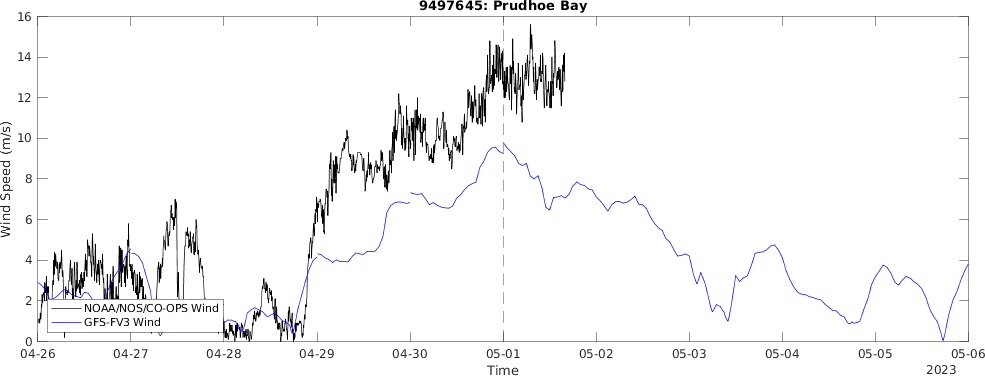 9497645: Prudhoe Bay
Wind Speed (m/s)
16
14
12
10
8
6
4
2
0
NOAA/NOS/CO-OPS Wind
GFS-FV3 Wind
04-26 04-27 04-28 04-29 04-30 05-01 05-02 05-03 05-04 05-05 05-06
Time
2023